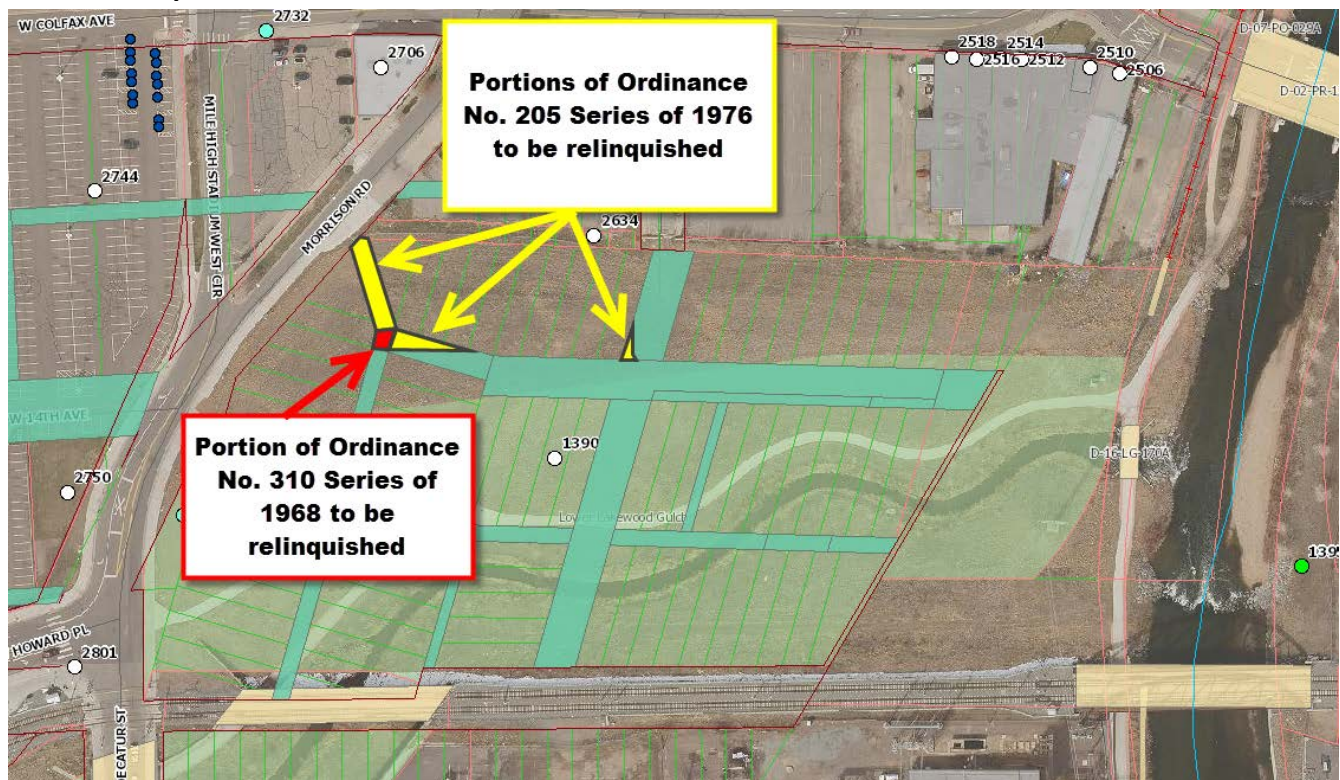 W COLFAX AVE
2732
2706
Portions of Ordinance
No. 205 Series of 1976
to be relinquished
2518
2514
2516
2512
2510
2506
D-07-PO-029A
D-02-PR-1
MILE HIGH STADIUM WEST CIR
MORRISON RD
2744
2634
W 14TH AVE
Portion of Ordinance
No. 310 Series of
1968 to be
relinquished
1390
2750
D-16-LG-170A
Lakewood Gulch
139
HOWARD PL
2801
DECATUR ST